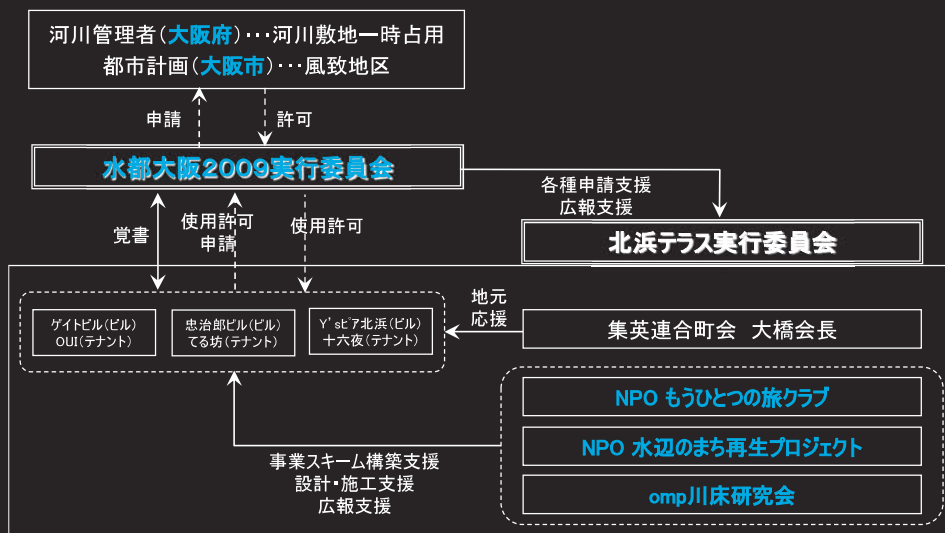 河川管理者(大阪府)･･･河川敷地一時占用
都市計画(大阪市)･･･風致地区
申請
許可
水都大阪2009実行委員会
各種申請支援
広報支援
覚書
使用許可
申請
使用許可
北浜テラス実行委員会
ゲイトビル(ビル)
OUI(テナント)
忠治郎ビル(ビル)
てる坊(テナント)
Y'sピア北浜(ビル)
十六夜(テナント)
地元
応援
集英連合町会 大橋会長
NPO もうひとつの旅クラブ
NPO 水辺のまち再生プロジェクト
omp川床研究会
事業スキーム構築支援
設計・施工支援
広報支援